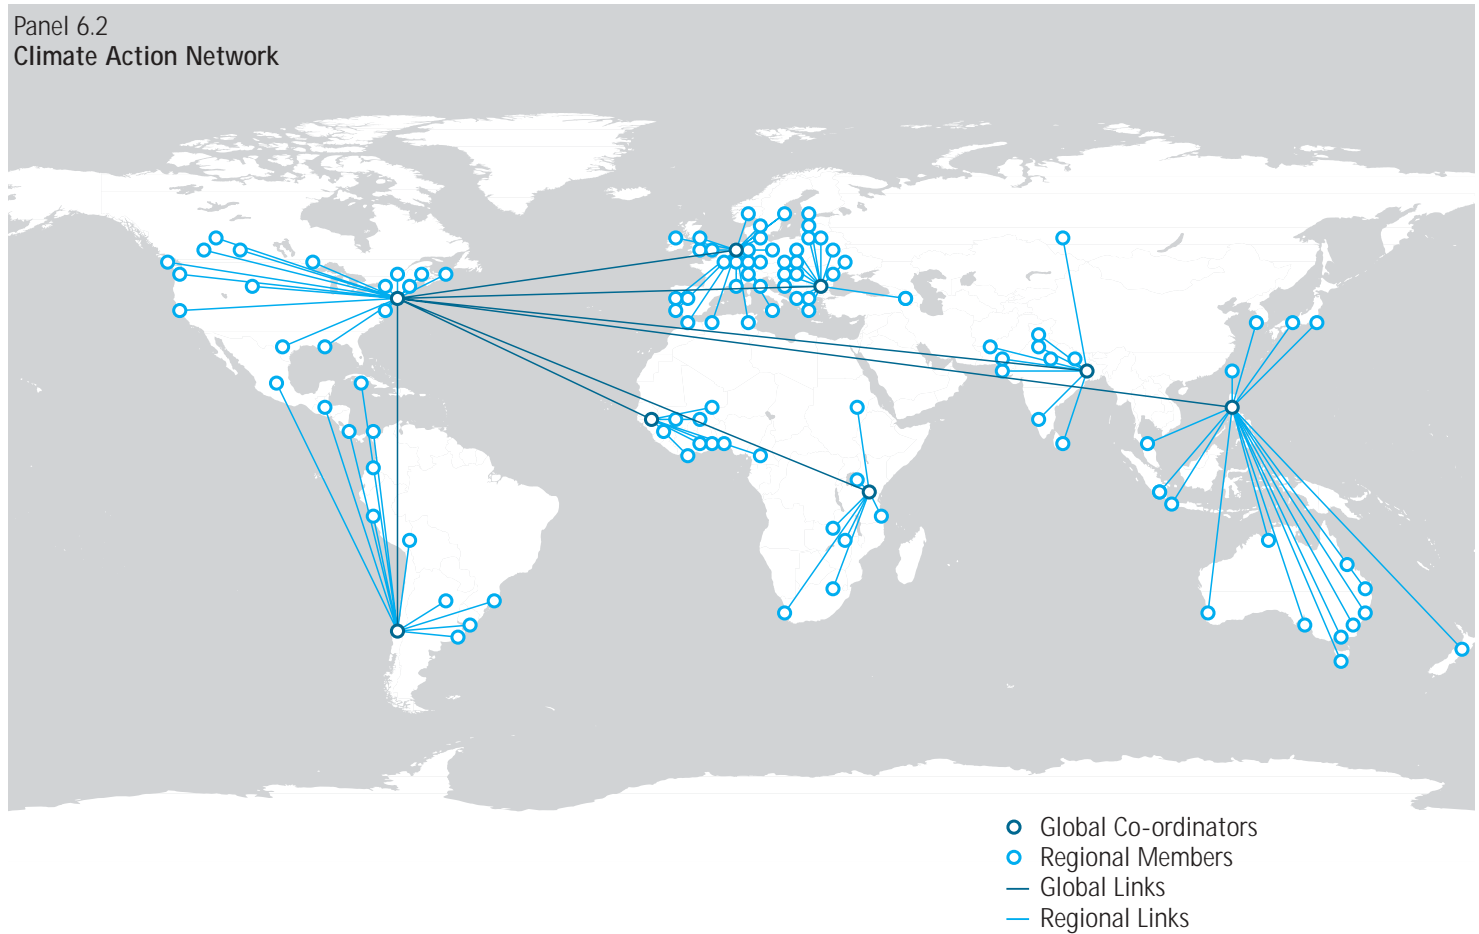 Panel 6.2
Climate Action Network
Global Co-ordinators
Regional Members
Global Links
Regional Links